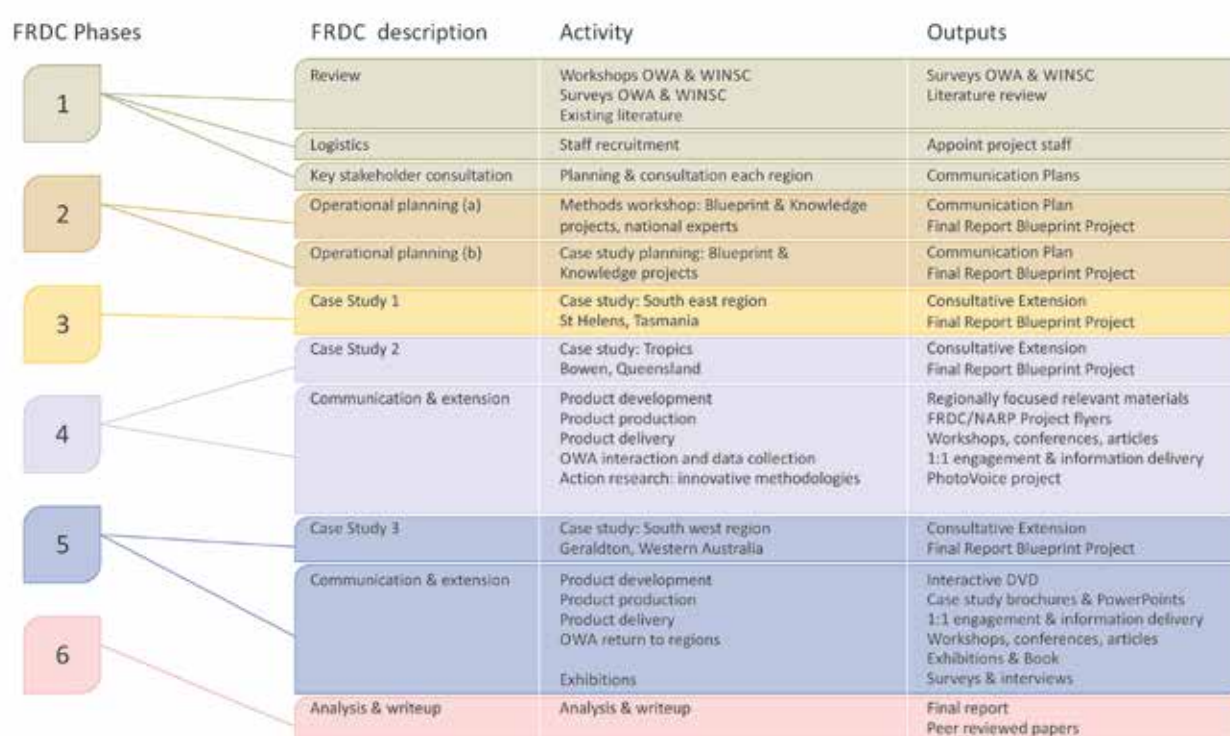 FRDC Phases
FRDC description
Activity
Outputs
1
Review
Workshops OWA & WINSC
Surveys OWA & WINSC
Existing literature
Surveys OWA & WINSC
Literature review
Logistics
Staff recruitment
Appoint project staff
Key stakeholder consultation
Planning & consultation each region
Communication Plans
2
Operational planning (a)
Methods workshop: Blueprint & Knowledge
projects, national experts
Communication Plan
Final Report Blueprint Project
Operational planning (b)
Case study planning: Blueprint &
Knowledge projects
Communication Plan
Final Report Blueprint Project
3
Case Study 1
Case study: South east region
St Helens, Tasmania
Consultative Extension
Final Report Blueprint Project
4
Case Study 2
Case study: Tropics
Bowen, Queensland
Consultative Extension
Final Report Blueprint Project
Communication & extension
Product development
Product production
Product delivery
OWA interaction and data collection
Action research: innovative methodologies
Regionally focused relevant materials
FRDC/NARP Project flyers
Workshops, conferences, articles
1:1 engagement & information delivery
PhotoVoice project
5
Case Study 3
Case study: South west region
Geraldton, Western Australia
Consultative Extension
Final Report Blueprint Project
Communication & extension
Product development
Product production
Product delivery
OWA return to regions
Exhibitions
Interactive DVD
Case study brochures & PowerPoints
1:1 engagement & information delivery
Workshops, conferences, articles
Exhibitions & Book
Surveys & interviews
6
Analysis & writeup
Analysis & writeup
Final report
Peer reviewed papers